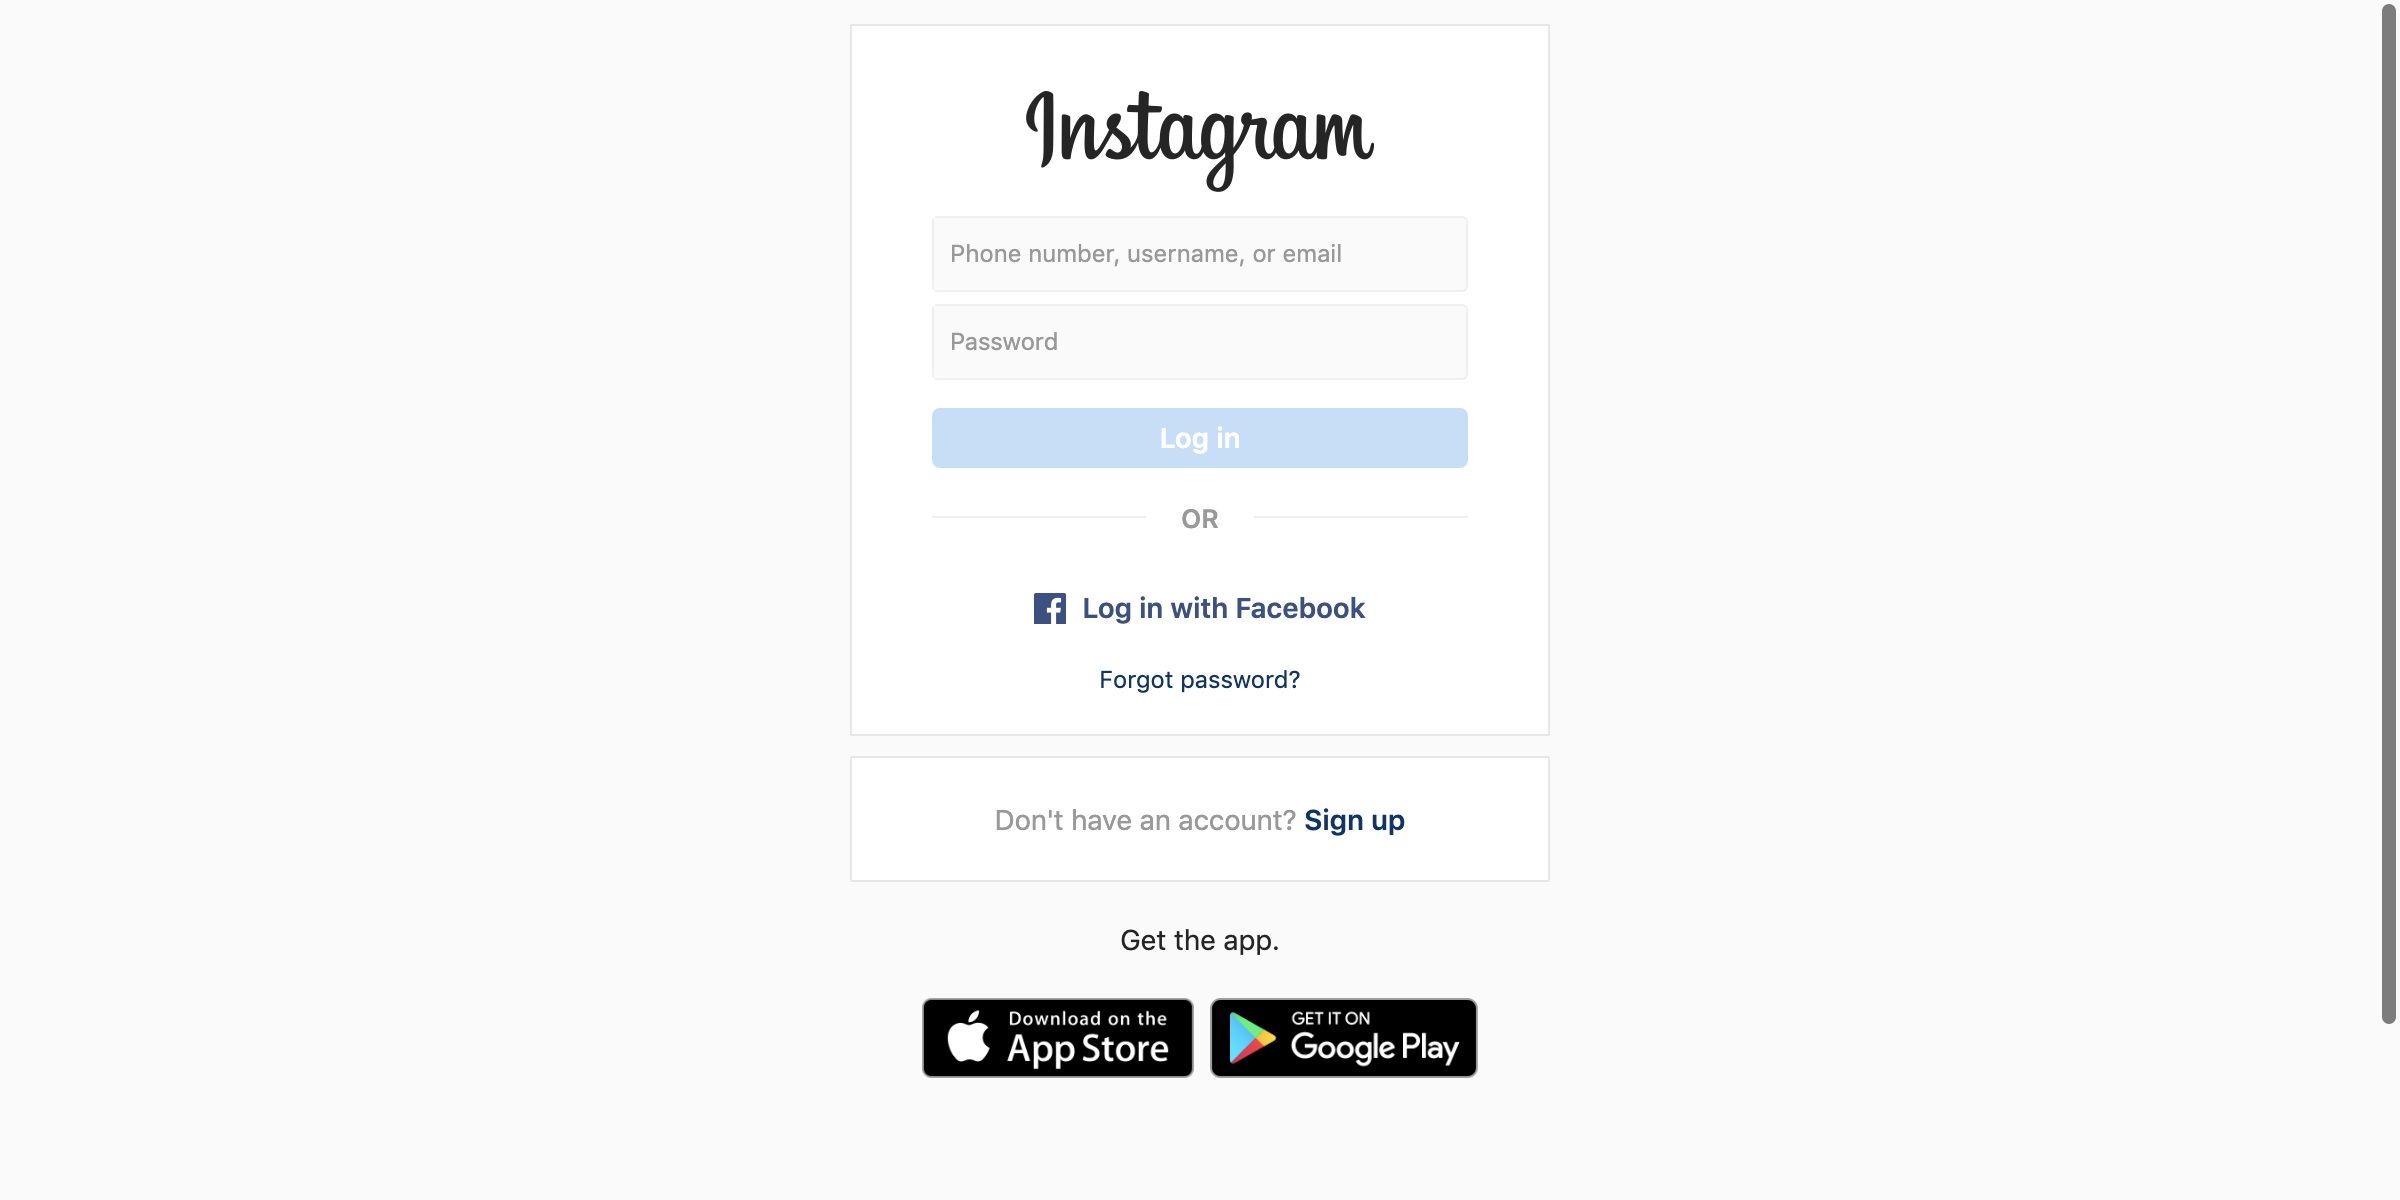 Instagram
Phone number, username, or email
Password
Log in
OR
Log in with Facebook
Forgot password?
Don't have an account? Sign up
Get the app.
Download on the
App Store
GET IT ON
Google Play